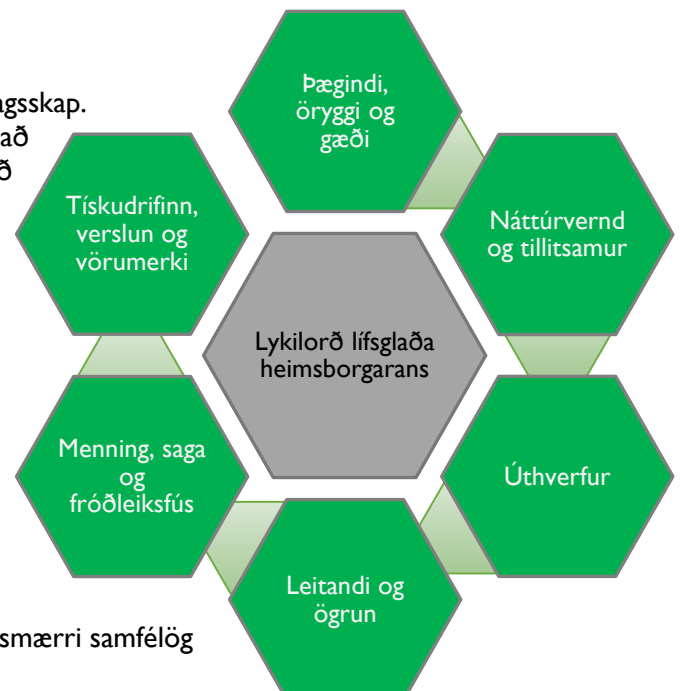 Þægindi,
öryggi og
gæði
agsskap.
að
ð
Tískudrifinn,
verslun og
vörumerki
Náttúrvernd
og tillitsamur
Lykilorð lífsglaða
heimsborgarans
Menning, saga
og
fróðleiksfús
Úthverfur
Leitandi og
ögrun
smærri samfélög